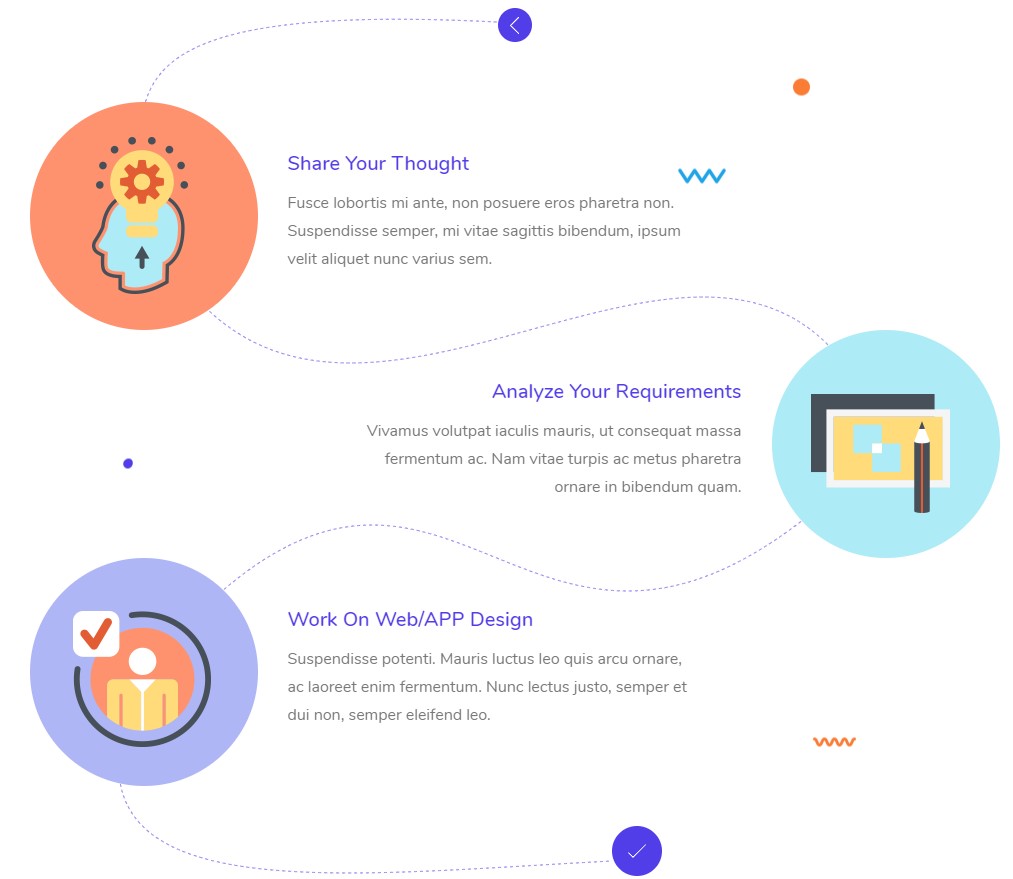 Share Your Thought
Fusce lobortis mi ante, non posuere eros pharetra non.
Suspendisse semper, mi vitae sagittis bibendum, ipsum
velit aliquet nunc varius sem.
Analyze Your Requirements
Vivamus volutpat iaculis mauris, ut consequat massa
fermentum ac. Nam vitae turpis ac metus pharetra
ornare in bibendum quam.
Work On Web/APP Design
Suspendisse potenti. Mauris luctus leo quis arcu ornare,
ac laoreet enim fermentum. Nunc lectus justo, semper et
dui non, semper eleifend leo.